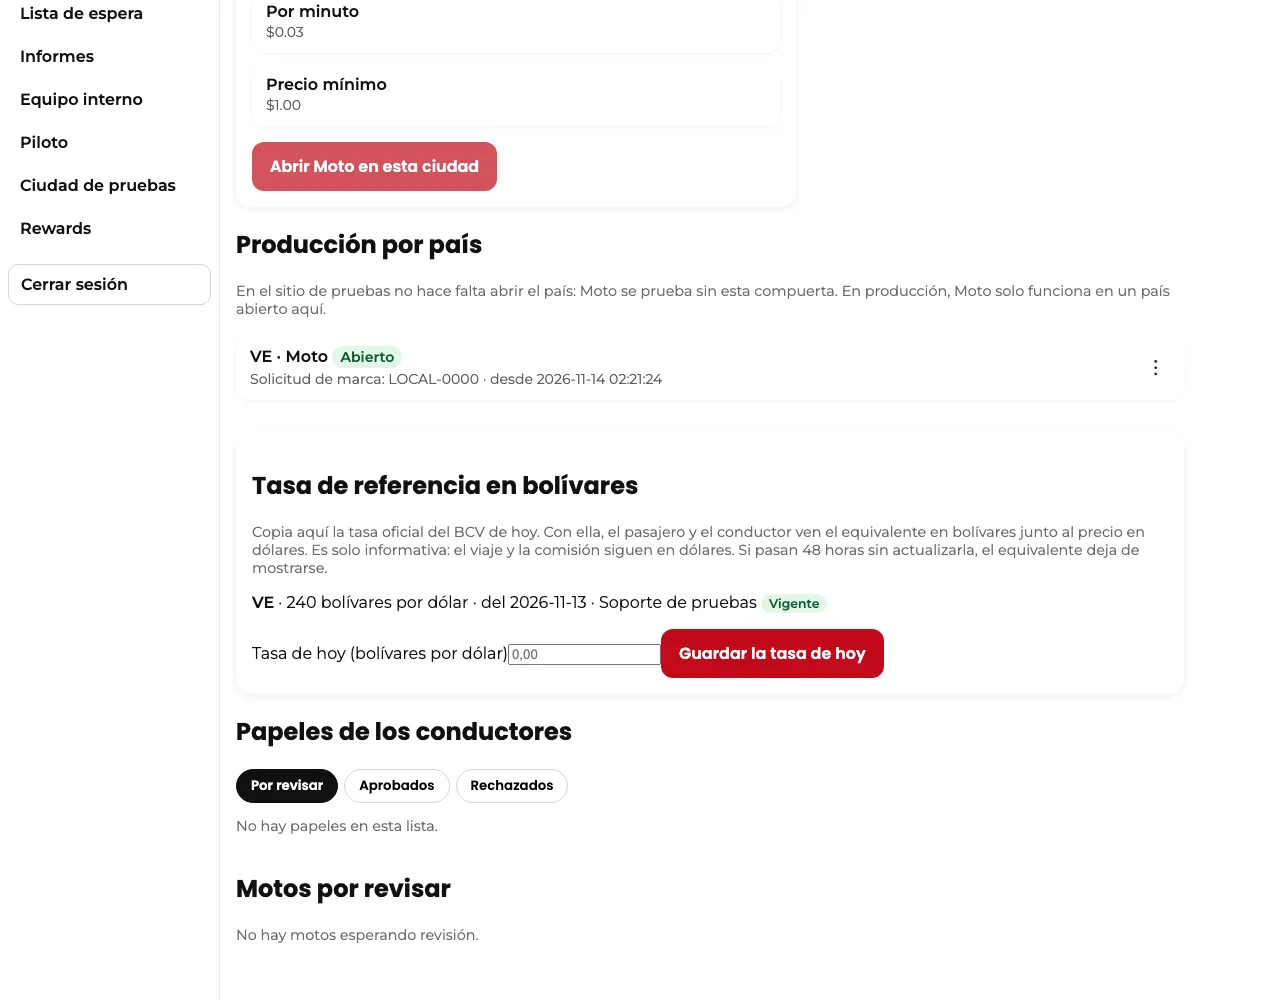 Lista de espera
Informes
Equipo interno
Piloto
Ciudad de pruebas
Rewards
Cerrar sesión
Por minuto
$0.03
Precio mínimo
$1.00
Abrir Moto en esta ciudad
Producción por país
En el sitio de pruebas no hace falta abrir el país: Moto se prueba sin esta compuerta. En producción, Moto solo funciona en un país
abierto aquí.
VE · Moto Abierto
Solicitud de marca: LOCAL-0000 · desde 2026-11-14 02:21:24
Tasa de referencia en bolívares
Copia aquí la tasa oficial del BCV de hoy. Con ella, el pasajero y el conductor ven el equivalente en bolívares junto al precio en
dólares. Es solo informativa: el viaje y la comisión siguen en dólares. Si pasan 48 horas sin actualizarla, el equivalente deja de
mostrarse.
VE · 240 bolívares por dólar · del 2026-11-13 · Soporte de pruebas Vigente
Tasa de hoy (bolívares por dólar) 0,00 Guardar la tasa de hoy
Papeles de los conductores
Por revisar Aprobados Rechazados
No hay papeles en esta lista.
Motos por revisar
No hay motos esperando revisión.